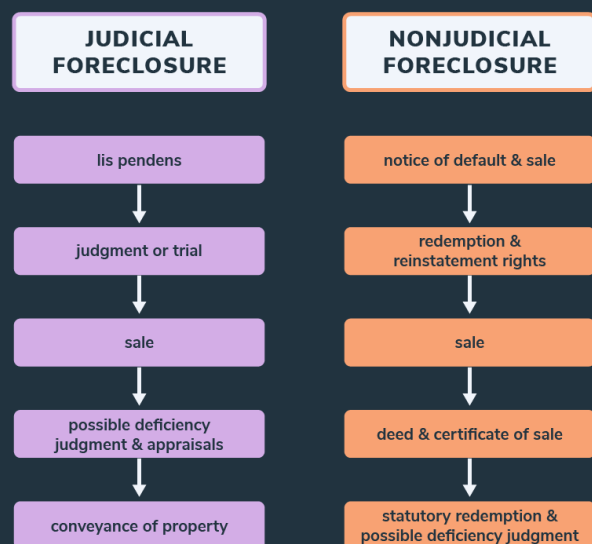 JUDICIAL
FORECLOSURE
lis pendens
judgment or trial
sale
possible deficiency
judgment & appraisals
conveyance of property
NONJUDICIAL
FORECLOSURE
notice of default & sale
redemption &
reinstatement rights
sale
deed & certificate of sale
statutory redemption &
possible deficiency judgment